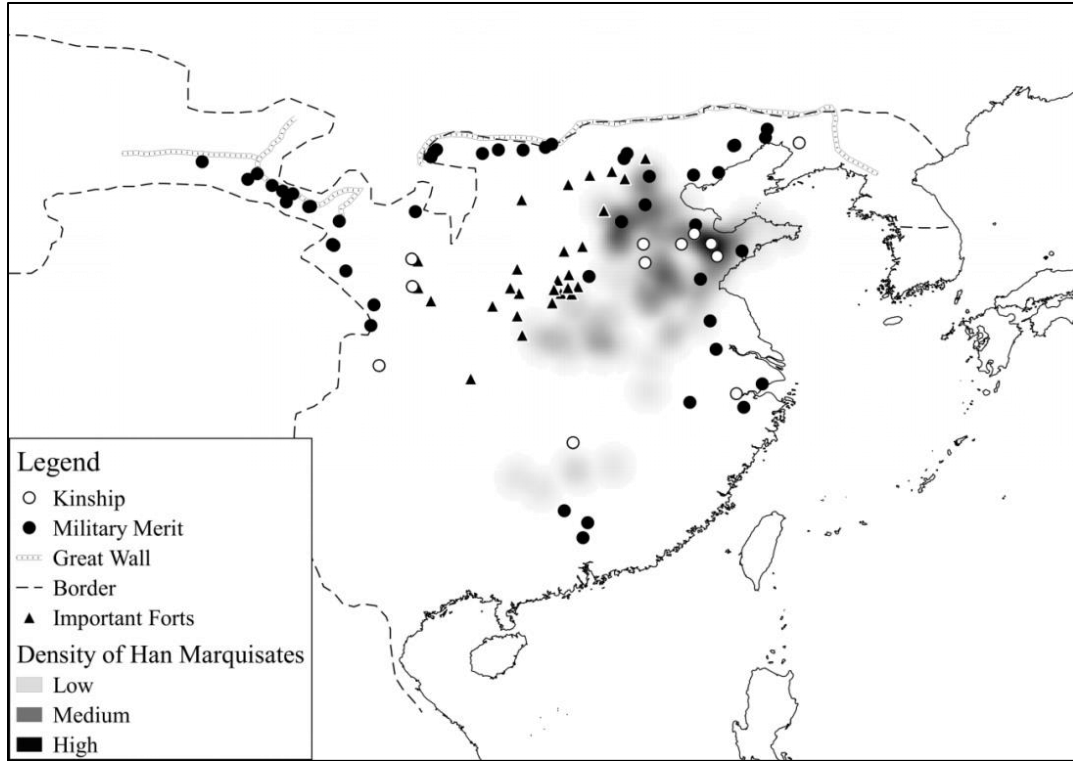 Legend
Kinship
Military Merit
Great Wall
Border
Important Forts
Density of Han Marquisates
Low
Medium
High